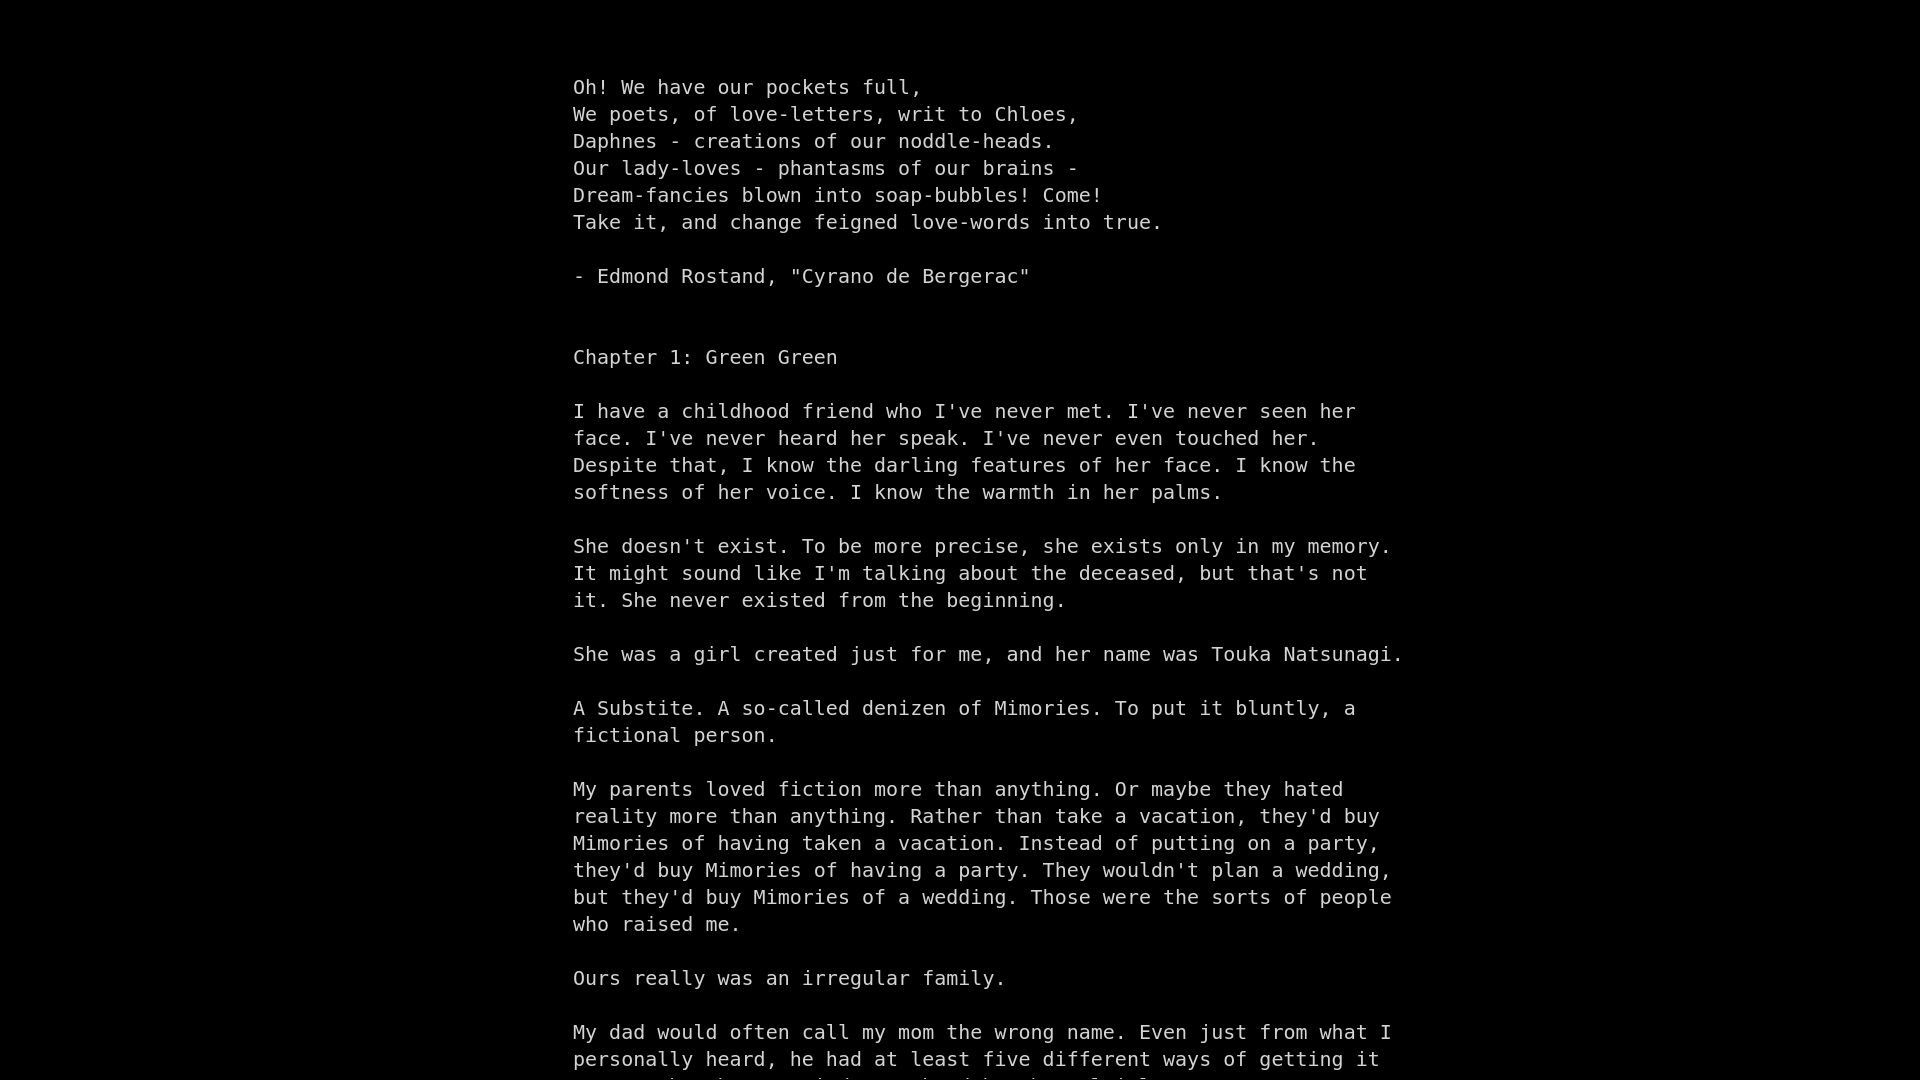 Oh! We have our pockets full,
We poets, of love-letters, writ to Chloes,
Daphnes - creations of our noddle-heads.
Our lady-loves - phantasms of our brains -
Dream-fancies blown into soap-bubbles! Come!
Take it, and change feigned love-words into true.
- Edmond Rostand, "Cyrano de Bergerac"
Chapter 1: Green Green
I have a childhood friend who I've never met. I've never seen her
face. I've never heard her speak. I've never even touched her.
Despite that, I know the darling features of her face. I know the
softness of her voice. I know the warmth in her palms.
She doesn't exist. To be more precise, she exists only in my memory.
It might sound like I'm talking about the deceased, but that's not
it. She never existed from the beginning.
She was a girl created just for me, and her name was Touka Natsunagi.
A Substite. A so-called denizen of Mimories. To put it bluntly, a
fictional person.
My parents loved fiction more than anything. Or maybe they hated
reality more than anything. Rather than take a vacation, they'd buy
Mimories of having taken a vacation. Instead of putting on a party,
they'd buy Mimories of having a party. They wouldn't plan a wedding,
but they'd buy Mimories of a wedding. Those were the sorts of people
who raised me.
Ours really was an irregular family.
My dad would often call my mom the wrong name. Even just from what I
personally heard, he had at least five different ways of getting it